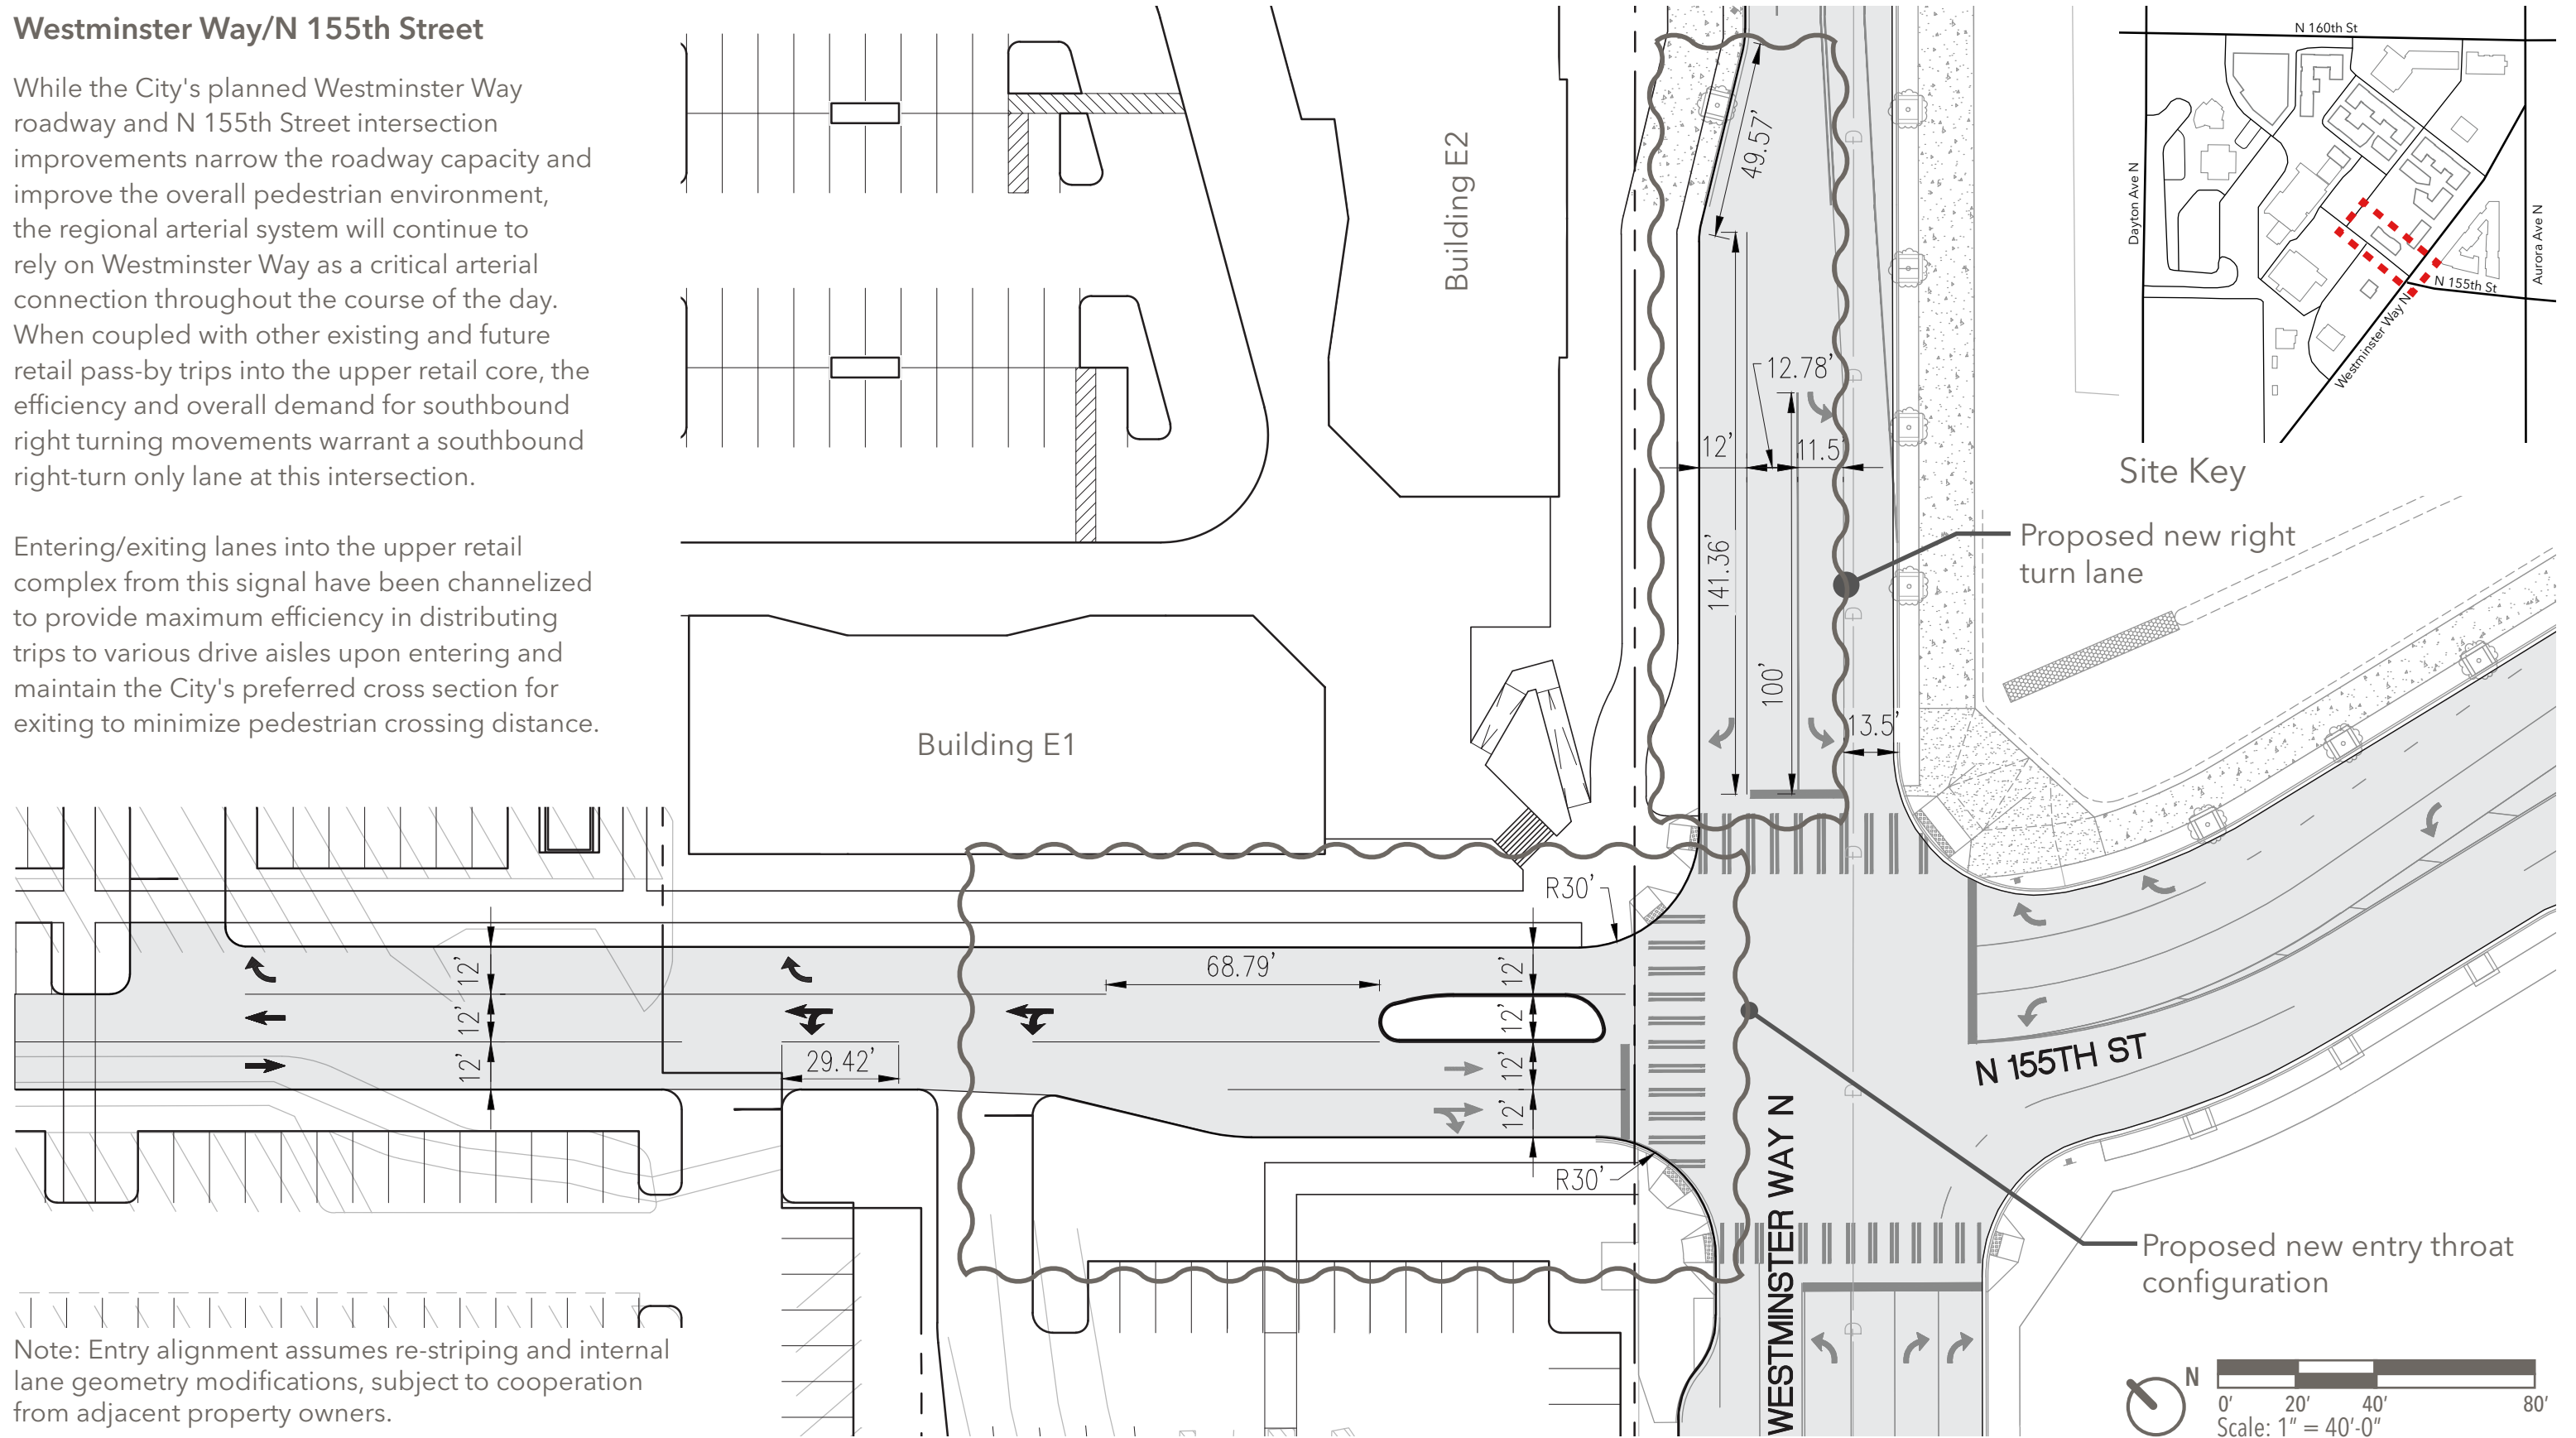 Westminster Way/N 155th Street
While the City's planned Westminster Way
roadway and N 155th Street intersection
improvements narrow the roadway capacity and
improve the overall pedestrian environment,
the regional arterial system will continue to
rely on Westminster Way as a critical arterial
connection throughout the course of the day.
When coupled with other existing and future
retail pass-by trips into the upper retail core, the
efficiency and overall demand for southbound
right turning movements warrant a southbound
right-turn only lane at this intersection.
Entering/exiting lanes into the upper retail
complex from this signal have been channelized
to provide maximum efficiency in distributing
trips to various drive aisles upon entering and
maintain the City's preferred cross section for
exiting to minimize pedestrian crossing distance.
Building E2
Building E1
49.57’
12.78’
12’
11.5’
141.36’
100’
13.5’
R30’
68.79’
12’
12’
12’
12’
12’
12’
12’
29.42’
R30’
D
D
D
D
D
D
N 155TH ST
WESTMINSTER WAY N
N 160th St
Dayton Ave N
Aurora Ave N
N 155th St
Westminster Way N
Site Key
Proposed new right
turn lane
Proposed new entry throat
configuration
Note: Entry alignment assumes re-striping and internal
lane geometry modifications, subject to cooperation
from adjacent property owners.
N
0’ 20’ 40’ 80’
Scale: 1” = 40’-0”